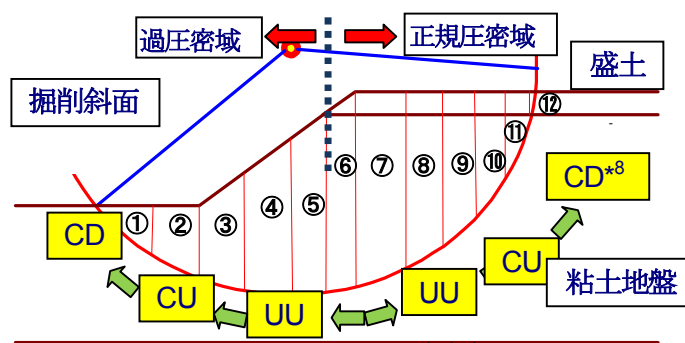 過圧密域
正規圧密域
盛土
掘削斜面
①
②
③
④
⑤
⑥
⑦
⑧
⑨
⑩
⑪
⑫
CD
CU
UU
UU
CU
CD*8
粘土地盤